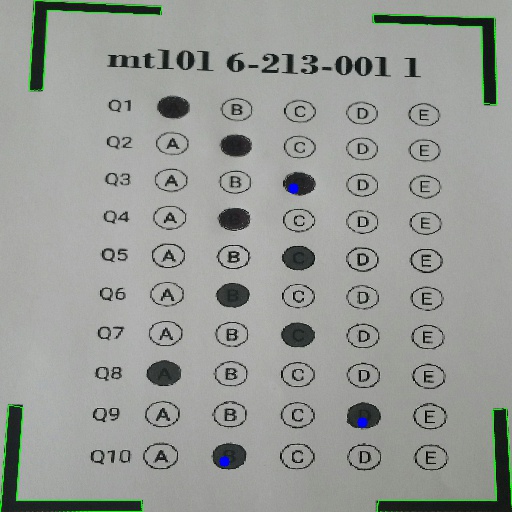 mt101 6-213-001 1
Q1 B C D E
Q2 A C D E
Q3 A B D E
Q4 A B C D E
Q5 A B C D E
Q6 A B C D E
Q7 A B C D E
Q8 A B C D E
Q9 A B C D E
Q10 A B C D E